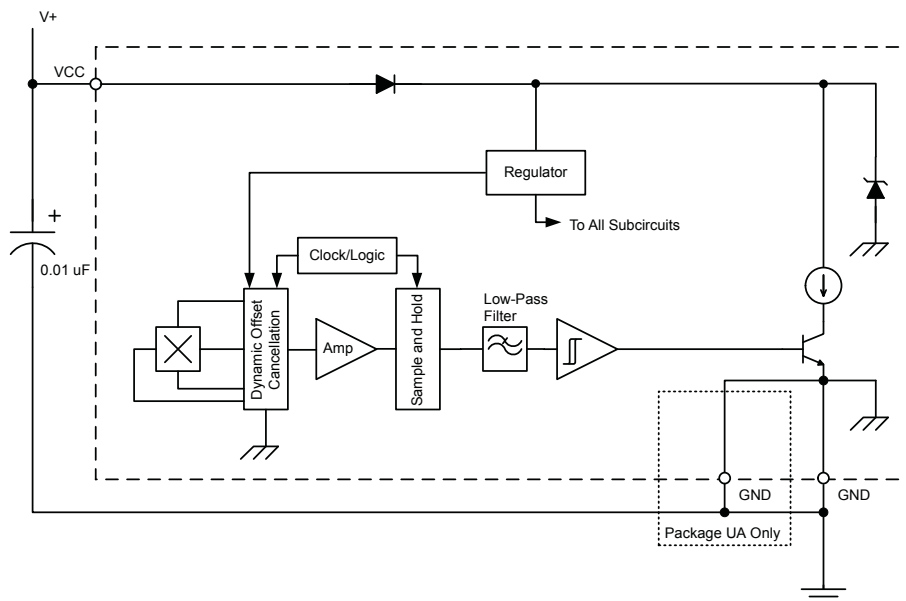 V+
VCC
Regulator
To All Subcircuits
+
0.01 uF
Clock/Logic
Dynamic Offset
Cancellation
Amp
Sample and Hold
Low-Pass
Filter
GND
GND
Package UA Only